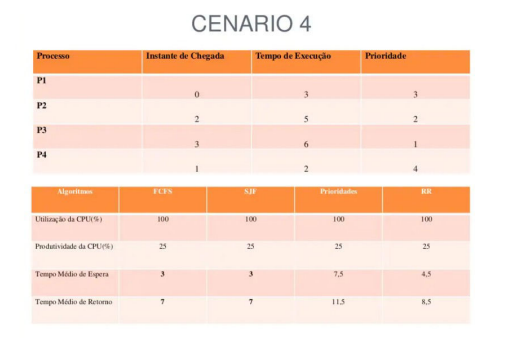 CENARIO 4
Processo Instante de Chegada Tempo de Execução Prioridade
P1
0 3 3
P2
2 5 2
P3
3 6 1
P4
1 2 4
Algoritmos FCFS SJF Prioridades RR
Utilização da CPU(%) 100 100 100 100
Produtividade da CPU(%) 25 25 25 25
Tempo Médio de Espera 3 3 7,5 4,5
Tempo Médio de Retorno 7 7 11,5 8,5